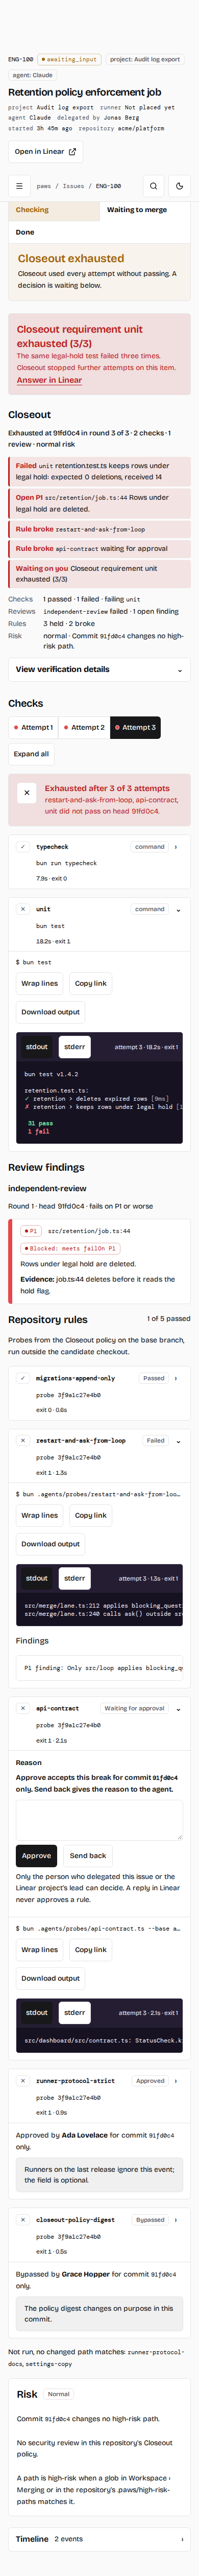 ENG-100 awaiting_input project: Audit log export
agent: Claude
Retention policy enforcement job
project Audit log export runner Not placed yet
agent Claude delegated by Jonas Berg
started 3h 45m ago repository acme/platform
Open in Linear
paws / Issues / ENG-100
Checking Waiting to merge
Done
Closeout exhausted
Closeout used every attempt without passing. A
decision is waiting below.
Closeout requirement unit
exhausted (3/3)
The same legal-hold test failed three times.
Closeout stopped further attempts on this item.
Answer in Linear
Closeout
Exhausted at 91fd0c4 in round 3 of 3 · 2 checks · 1
review · normal risk
Failed unit retention.test.ts keeps rows under
legal hold: expected 0 deletions, received 14
Open P1 src/retention/job.ts:44 Rows under
legal hold are deleted.
Rule broke restart-and-ask-from-loop
Rule broke api-contract waiting for approval
Waiting on you Closeout requirement unit
exhausted (3/3)
Checks 1 passed · 1 failed · failing unit
Reviews independent-review failed · 1 open finding
Rules 3 held · 2 broke
Risk normal · Commit 91fd0c4 changes no high-
risk path.
View verification details
Checks
Attempt 1 Attempt 2 Attempt 3
Expand all
Exhausted after 3 of 3 attempts
restart-and-ask-from-loop, api-contract,
unit did not pass on head 91fd0c4.
typecheck command
bun run typecheck
7.9s · exit 0
unit command
bun test
18.2s · exit 1
$ bun test
Wrap lines Copy link
Download output
stdout stderr attempt 3 · 18.2s · exit 1
bun test v1.4.2
retention.test.ts:
✓ retention > deletes expired rows [9ms]
✗ retention > keeps rows under legal hold [1
31 pass
1 fail
Review findings
independent-review
Round 1 · head 91fd0c4 · fails on P1 or worse
P1 src/retention/job.ts:44
Blocked: meets failOn P1
Rows under legal hold are deleted.
Evidence: job.ts:44 deletes before it reads the
hold flag.
Repository rules 1 of 5 passed
Probes from the Closeout policy on the base branch,
run outside the candidate checkout.
migrations-append-only Passed
probe 3f9a1c27e4b0
exit 0 · 0.6s
restart-and-ask-from-loop Failed
probe 3f9a1c27e4b0
exit 1 · 1.3s
$ bun .agents/probes/restart-and-ask-from-loo…
Wrap lines Copy link
Download output
stdout stderr attempt 3 · 1.3s · exit 1
src/merge/lane.ts:212 applies blocking_quest
src/merge/lane.ts:240 calls ask() outside sr
Findings
P1 finding: Only src/loop applies blocking_q
api-contract Waiting for approval
probe 3f9a1c27e4b0
exit 1 · 2.1s
Reason
Approve accepts this break for commit 91fd0c4
only. Send back gives the reason to the agent.
Approve Send back
Only the person who delegated this issue or the
Linear project's lead can decide. A reply in Linear
never approves a rule.
$ bun .agents/probes/api-contract.ts --base a…
Wrap lines Copy link
Download output
stdout stderr attempt 3 · 2.1s · exit 1
src/dashboard/src/contract.ts: StatusCheck.k
runner-protocol-strict Approved
probe 3f9a1c27e4b0
exit 1 · 0.9s
Approved by Ada Lovelace for commit 91fd0c4
only.
Runners on the last release ignore this event;
the field is optional.
closeout-policy-digest Bypassed
probe 3f9a1c27e4b0
exit 1 · 0.5s
Bypassed by Grace Hopper for commit 91fd0c4
only.
The policy digest changes on purpose in this
commit.
Not run, no changed path matches: runner-protocol-
docs, settings-copy
Risk Normal
Commit 91fd0c4 changes no high-risk path.
No security review in this repository's Closeout
policy.
A path is high-risk when a glob in Workspace ›
Merging or in the repository's .paws/high-risk-
paths matches it.
Timeline 2 events